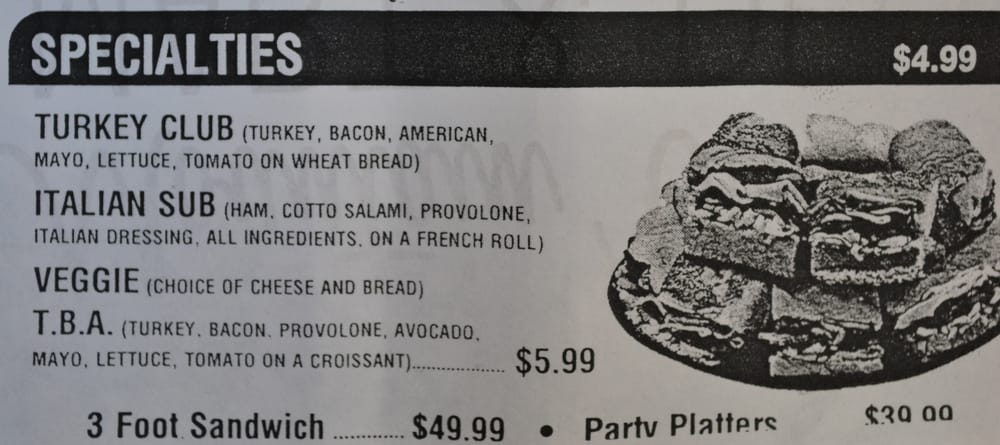 SPECIALTIES $4.99
TURKEY CLUB (TURKEY, BACON, AMERICAN,
MAYO, LETTUCE, TOMATO ON WHEAT BREAD)
ITALIAN SUB (HAM, COTTO SALAMI, PROVOLONE,
ITALIAN DRESSING, ALL INGREDIENTS, ON A FRENCH ROLL)
VEGGIE (CHOICE OF CHEESE AND BREAD)
T.B.A. (TURKEY, BACON, PROVOLONE, AVOCADO,
MAYO, LETTUCE, TOMATO ON A CROISSANT)................... $5.99
3 Foot Sandwich ........... $49.99 • Party Platters